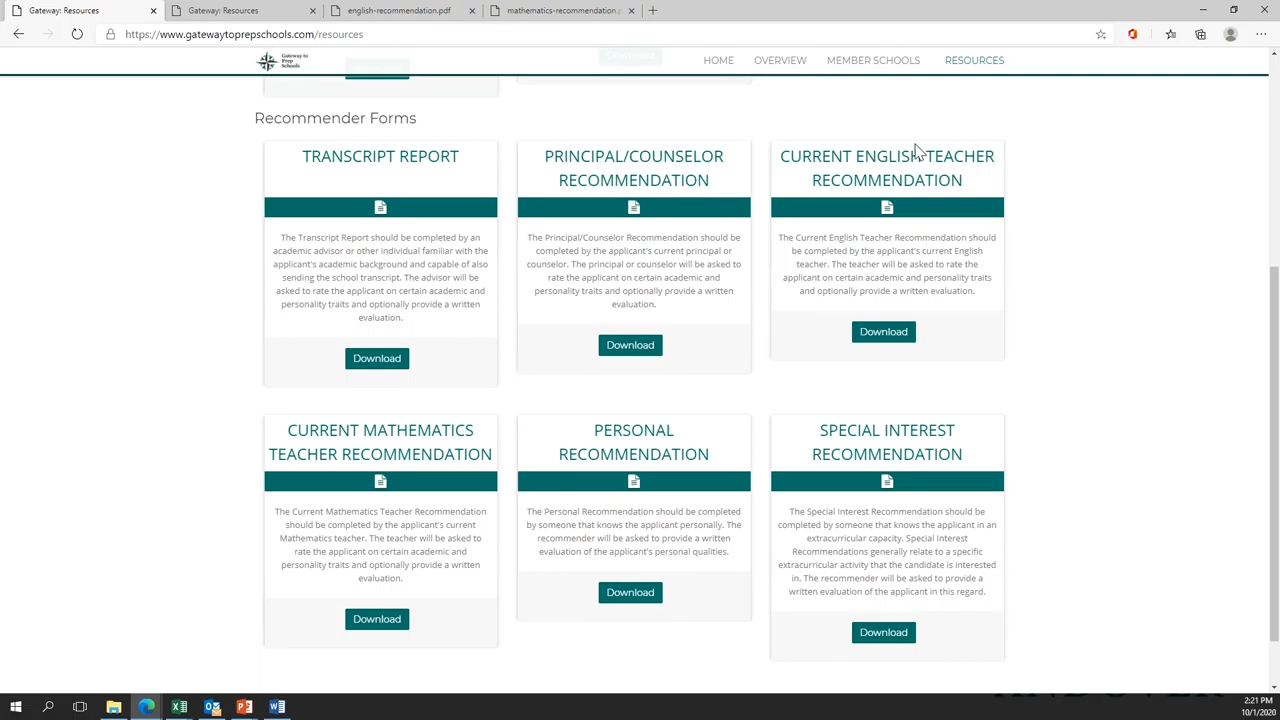 Gateway: Resources
Gateway: Resources
english-recommendation.pdf
mathematics-recommendation.p
https://www.gatewaytoprepschools.com/resources
Gateway to
Prep
Schools
HOME
OVERVIEW
MEMBER SCHOOLS
RESOURCES
Recommender Forms
TRANSCRIPT REPORT
The Transcript Report should be completed by an
academic advisor or other individual familiar with the
applicant's academic background and capable of also
sending the school transcript. The advisor will be
asked to rate the applicant on certain academic and
personality traits and optionally provide a written
evaluation.
Download
PRINCIPAL/COUNSELOR
RECOMMENDATION
The Principal/Counselor Recommendation should be
completed by the applicant's current principal or
counselor. The principal or counselor will be asked to
rate the applicant on certain academic and
personality traits and optionally provide a written
evaluation.
Download
CURRENT ENGLISH TEACHER
RECOMMENDATION
The Current English Teacher Recommendation should
be completed by the applicant's current English
teacher. The teacher will be asked to rate the
applicant on certain academic and personality traits
and optionally provide a written evaluation.
Download
CURRENT MATHEMATICS
TEACHER RECOMMENDATION
The Current Mathematics Teacher Recommendation
should be completed by the applicant's current
Mathematics teacher. The teacher will be asked to
rate the applicant on certain academic and
personality traits and optionally provide a written
evaluation.
Download
PERSONAL
RECOMMENDATION
The Personal Recommendation should be completed
by someone that knows the applicant personally. The
recommender will be asked to provide a written
evaluation of the applicant's personal qualities.
Download
SPECIAL INTEREST
RECOMMENDATION
The Special Interest Recommendation should be
completed by someone that knows the applicant in an
extracurricular capacity. Special Interest
Recommendations generally relate to a specific
extracurricular activity that the candidate is interested
in. The recommender will be asked to provide a
written evaluation of the applicant in this regard.
Download
2:21 PM
10/1/2020